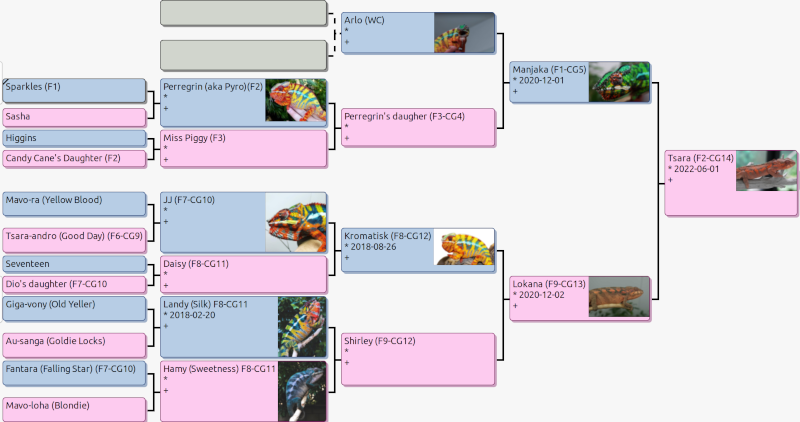 Sparkles (F1)
Sasha
Higgins
Candy Cane's Daughter (F2)
Mavo-ra (Yellow Blood)
Tsara-andro (Good Day) (F6-CG9)
Seventeen
Dio's daughter (F7-CG10
Giga-vony (Old Yeller)
Au-sanga (Goldie Locks)
Fantara (Falling Star) (F7-CG10)
Mavo-loha (Blondie)
Perregrin (aka Pyro)(F2)
*
+
Miss Piggy (F3)
*
+
JJ (F7-CG10)
*
+
Daisy (F8-CG11)
*
+
Landy (Silk) F8-CG11
* 2018-02-20
+
Hamy (Sweetness) F8-CG11
*
+
Arlo (WC)
*
+
Perregrin's daugher (F3-CG4)
*
+
Kromatisk (F8-CG12)
* 2018-08-26
+
Shirley (F9-CG12)
*
+
Manjaka (F1-CG5)
* 2020-12-01
+
Lokana (F9-CG13)
* 2020-12-02
+
Tsara (F2-CG14)
* 2022-06-01
+